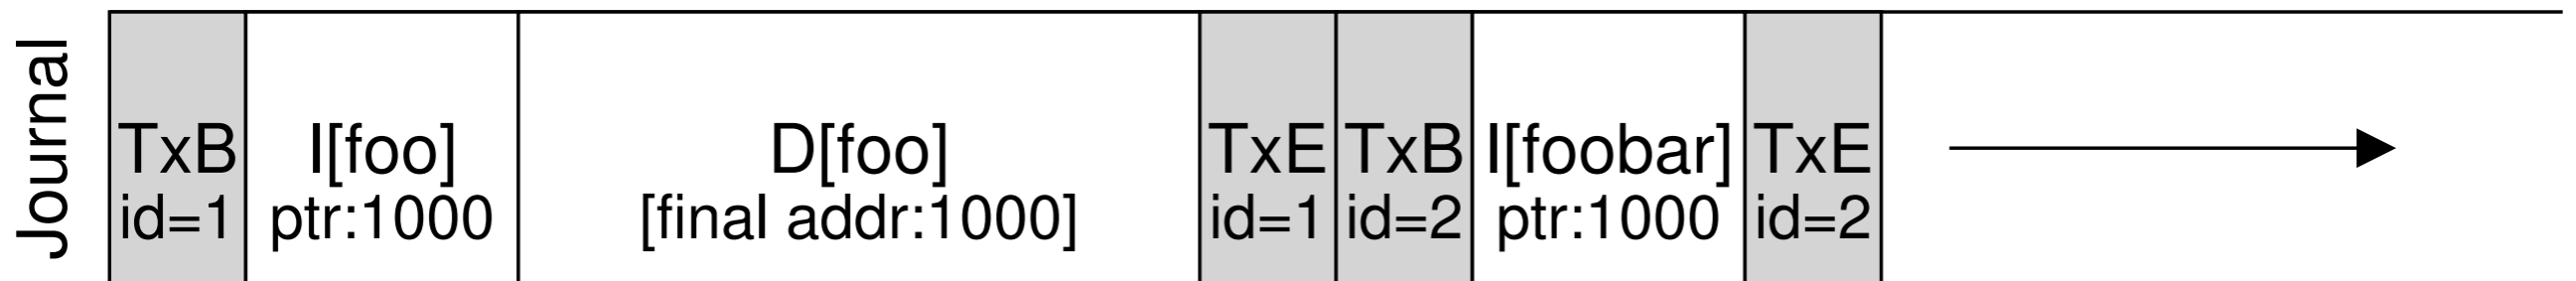 Journal
TxB
id=1
I[foo]
ptr:1000
D[foo]
[final addr:1000]
TxE
id=1
TxB
id=2
I[foobar]
ptr:1000
TxE
id=2